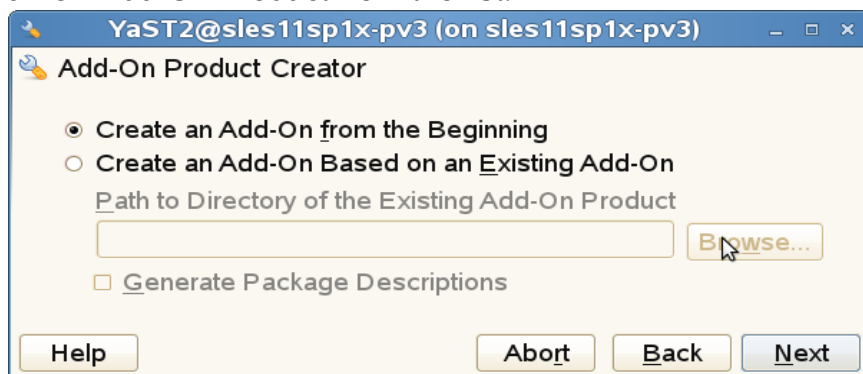 YaST2@sles11sp1x-pv3 (on sles11sp1x-pv3)
Add-On Product Creator
Create an Add-On from the Beginning
Create an Add-On Based on an Existing Add-On
Path to Directory of the Existing Add-On Product
Browse...
Generate Package Descriptions
Help Abort Back Next